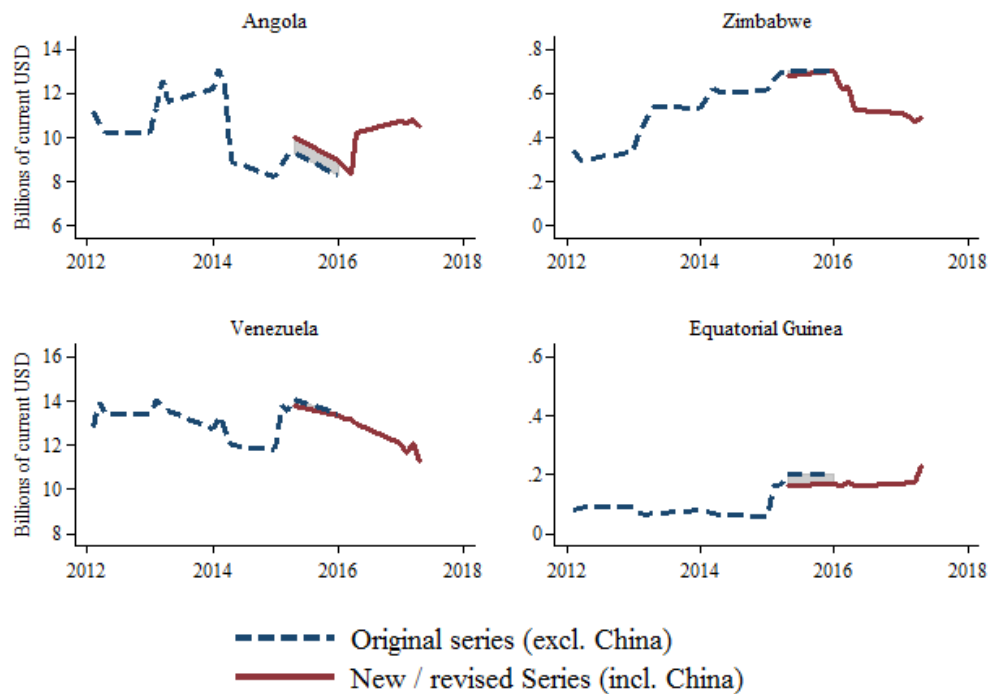 Angola
Billions of current USD
14
12
10
8
6
2012 2014 2016 2018
Zimbabwe
.8
.6
.4
.2
0
2012 2014 2016 2018
Venezuela
Billions of current USD
16
14
12
10
8
2012 2014 2016 2018
Equatorial Guinea
.6
.4
.2
0
2012 2014 2016 2018
Original series (excl. China)
New / revised Series (incl. China)